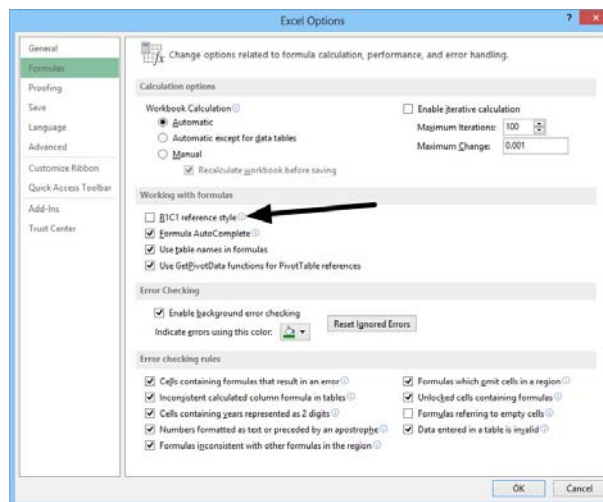 Excel Options
? X
General
Formulas
Proofing
Save
Language
Advanced
Customize Ribbon
Quick Access Toolbar
Add-Ins
Trust Center
fx Change options related to formula calculation, performance, and error handling.
Calculation options
Workbook Calculation
Automatic
Automatic except for data tables
Manual
Recalculate workbook before saving
Enable iterative calculation
Maximum Iterations: 100
Maximum Change: 0.001
Working with formulas
R1C1 reference style
Formula AutoComplete
Use table names in formulas
Use GetPivotData functions for PivotTable references
Error Checking
Enable background error checking
Indicate errors using this color:
Reset Ignored Errors
Error checking rules
Cells containing formulas that result in an error
Inconsistent calculated column formula in tables
Cells containing years represented as 2 digits
Numbers formatted as text or preceded by an apostrophe
Formulas inconsistent with other formulas in the region
Formulas which omit cells in a region
Unlocked cells containing formulas
Formulas referring to empty cells
Data entered in a table is invalid
OK
Cancel